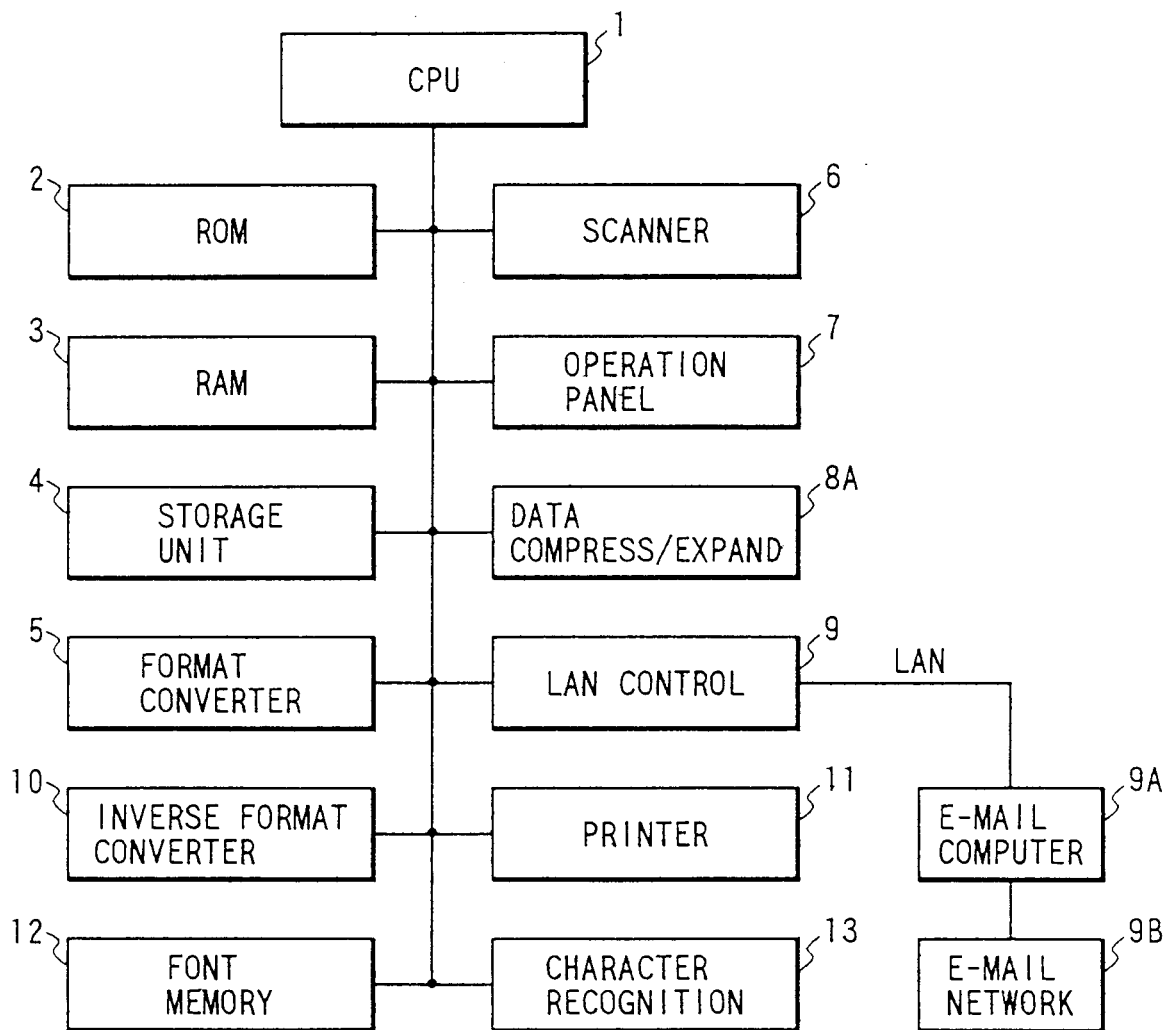 1
CPU
2
ROM
6
SCANNER
3
RAM
7
OPERATION
PANEL
4
STORAGE
UNIT
8A
DATA
COMPRESS/EXPAND
5
FORMAT
CONVERTER
9
LAN CONTROL
LAN
10
INVERSE FORMAT
CONVERTER
11
PRINTER
9A
E-MAIL
COMPUTER
12
FONT
MEMORY
13
CHARACTER
RECOGNITION
9B
E-MAIL
NETWORK